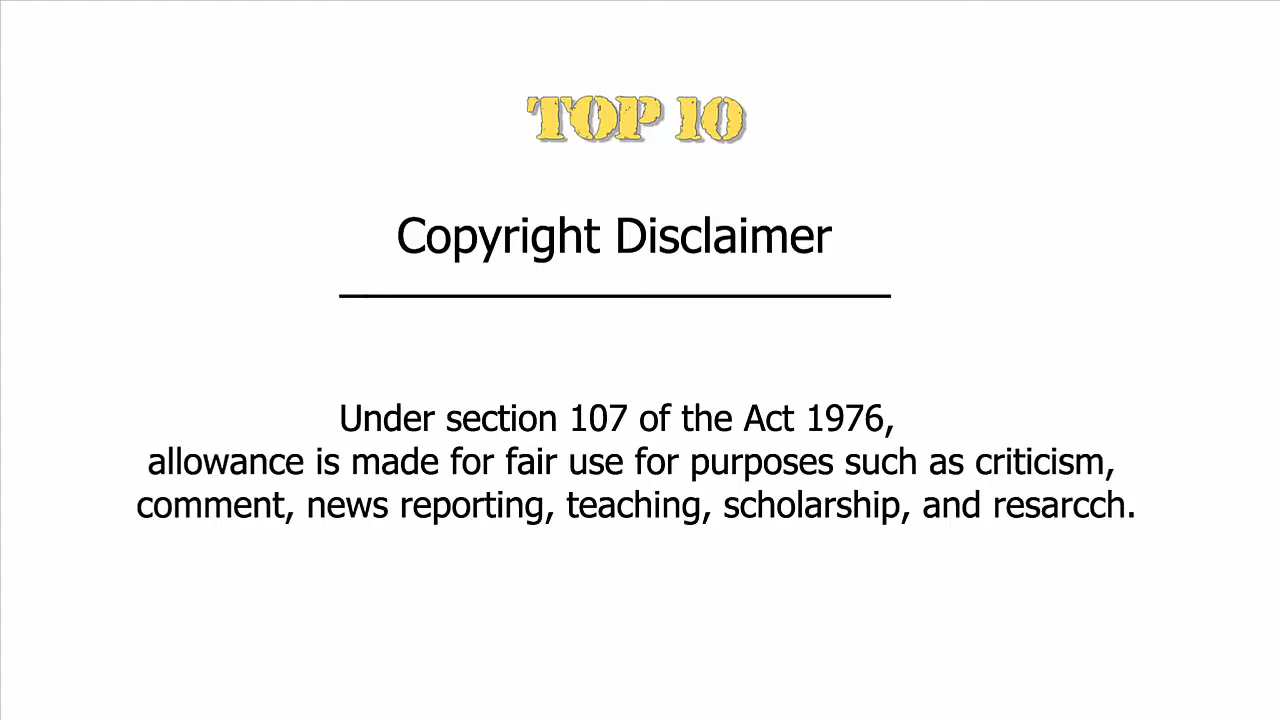 TOP 10
Copyright Disclaimer
Under section 107 of the Act 1976,
allowance is made for fair use for purposes such as criticism,
comment, news reporting, teaching, scholarship, and resarcch.